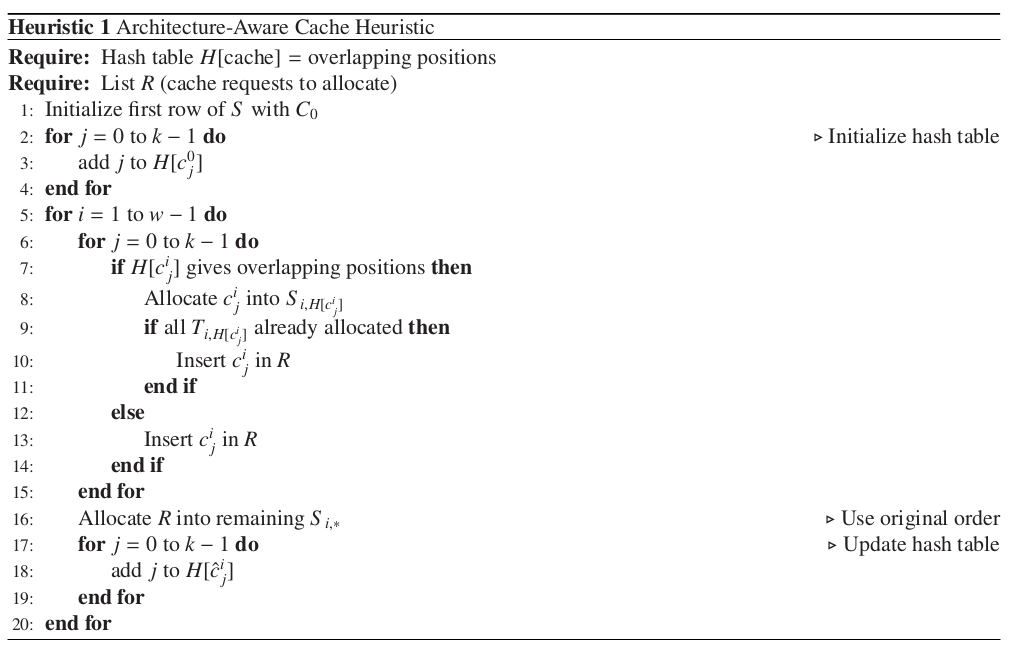 Heuristic 1 Architecture-Aware Cache Heuristic
Require: Hash table H[cache] = overlapping positions
Require: List R (cache requests to allocate)
1: Initialize first row of S with C_0
2: for j = 0 to k − 1 do ▹ Initialize hash table
3: add j to H[c_j^0]
4: end for
5: for i = 1 to w − 1 do
6: for j = 0 to k − 1 do
7: if H[c_j^i] gives overlapping positions then
8: Allocate c_j^i into S_{i,H[c_j^i]}
9: if all T_{i,H[c_j^i]} already allocated then
10: Insert c_j^i in R
11: end if
12: else
13: Insert c_j^i in R
14: end if
15: end for
16: Allocate R into remaining S_{i,*} ▹ Use original order
17: for j = 0 to k − 1 do ▹ Update hash table
18: add j to H[ĉ_j^i]
19: end for
20: end for